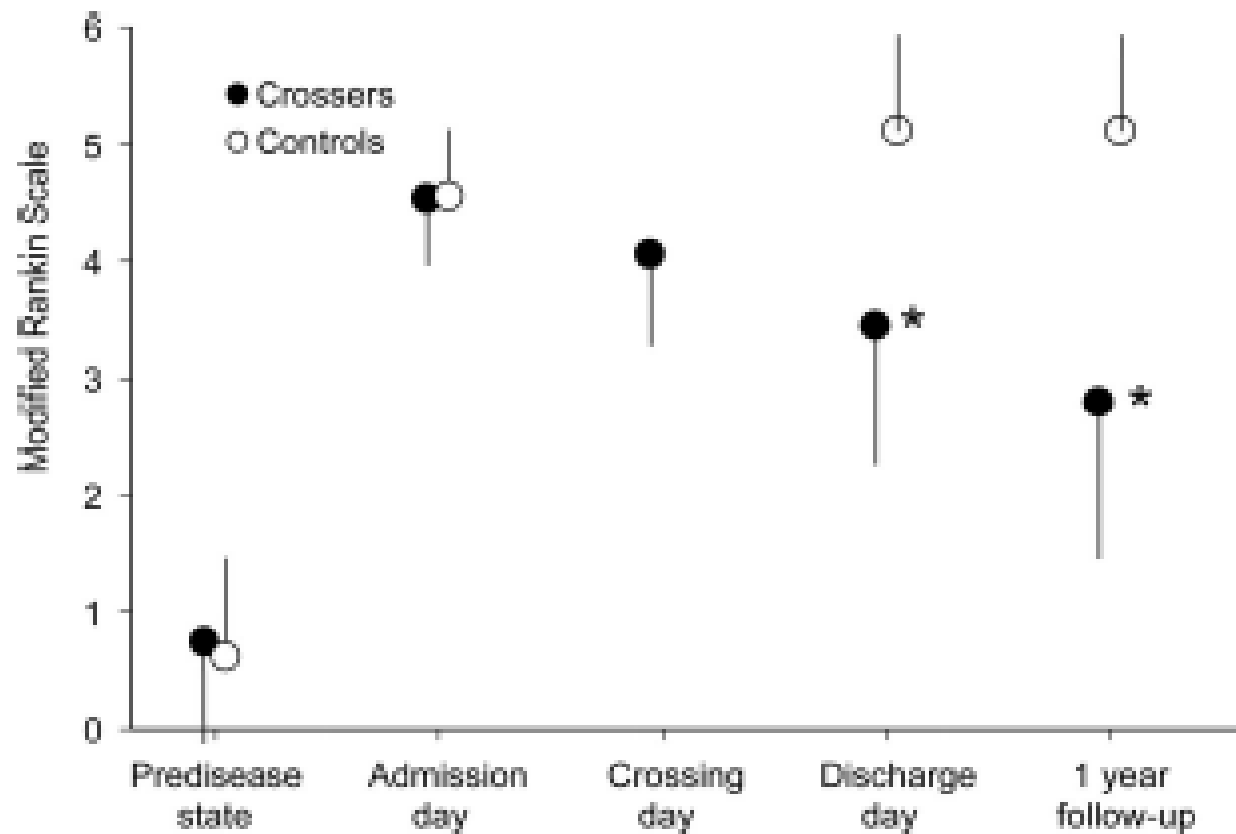 Modified Rankin Scale
6
5
4
3
2
1
0
Crossers
Controls
*
*
Predisease
state
Admission
day
Crossing
day
Discharge
day
1 year
follow-up